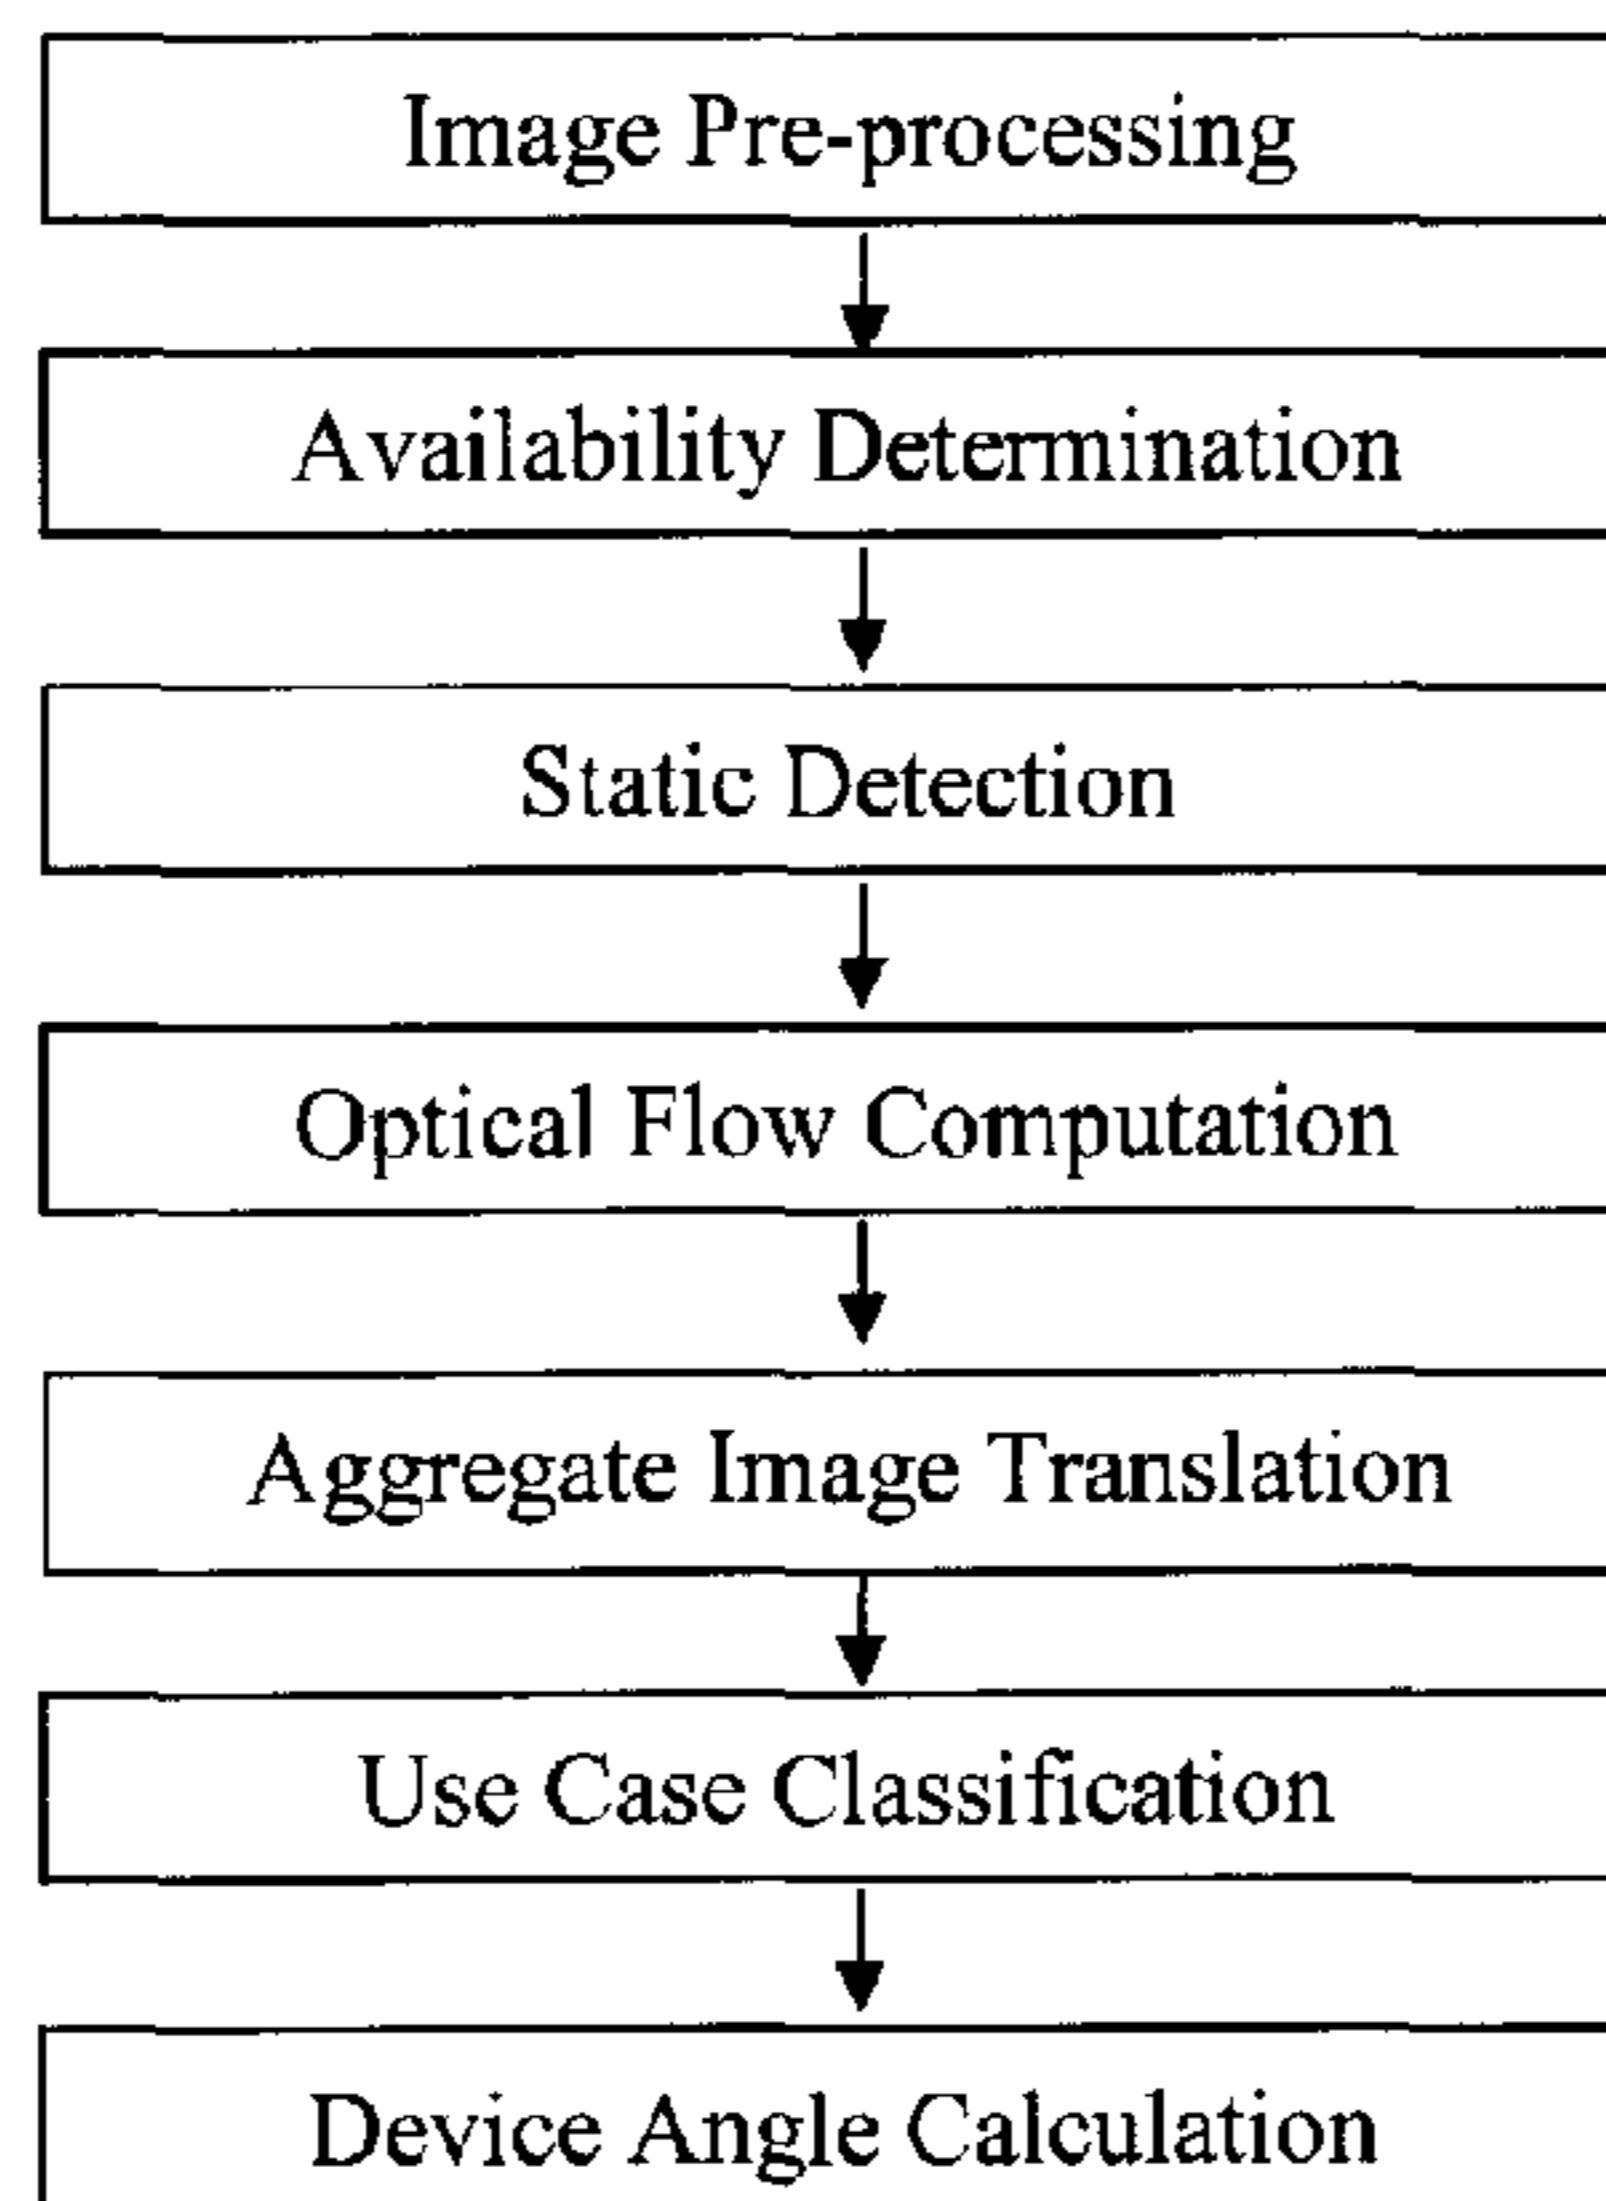 Image Pre-processing
Availability Determination
Static Detection
Optical Flow Computation
Aggregate Image Translation
Use Case Classification
Device Angle Calculation